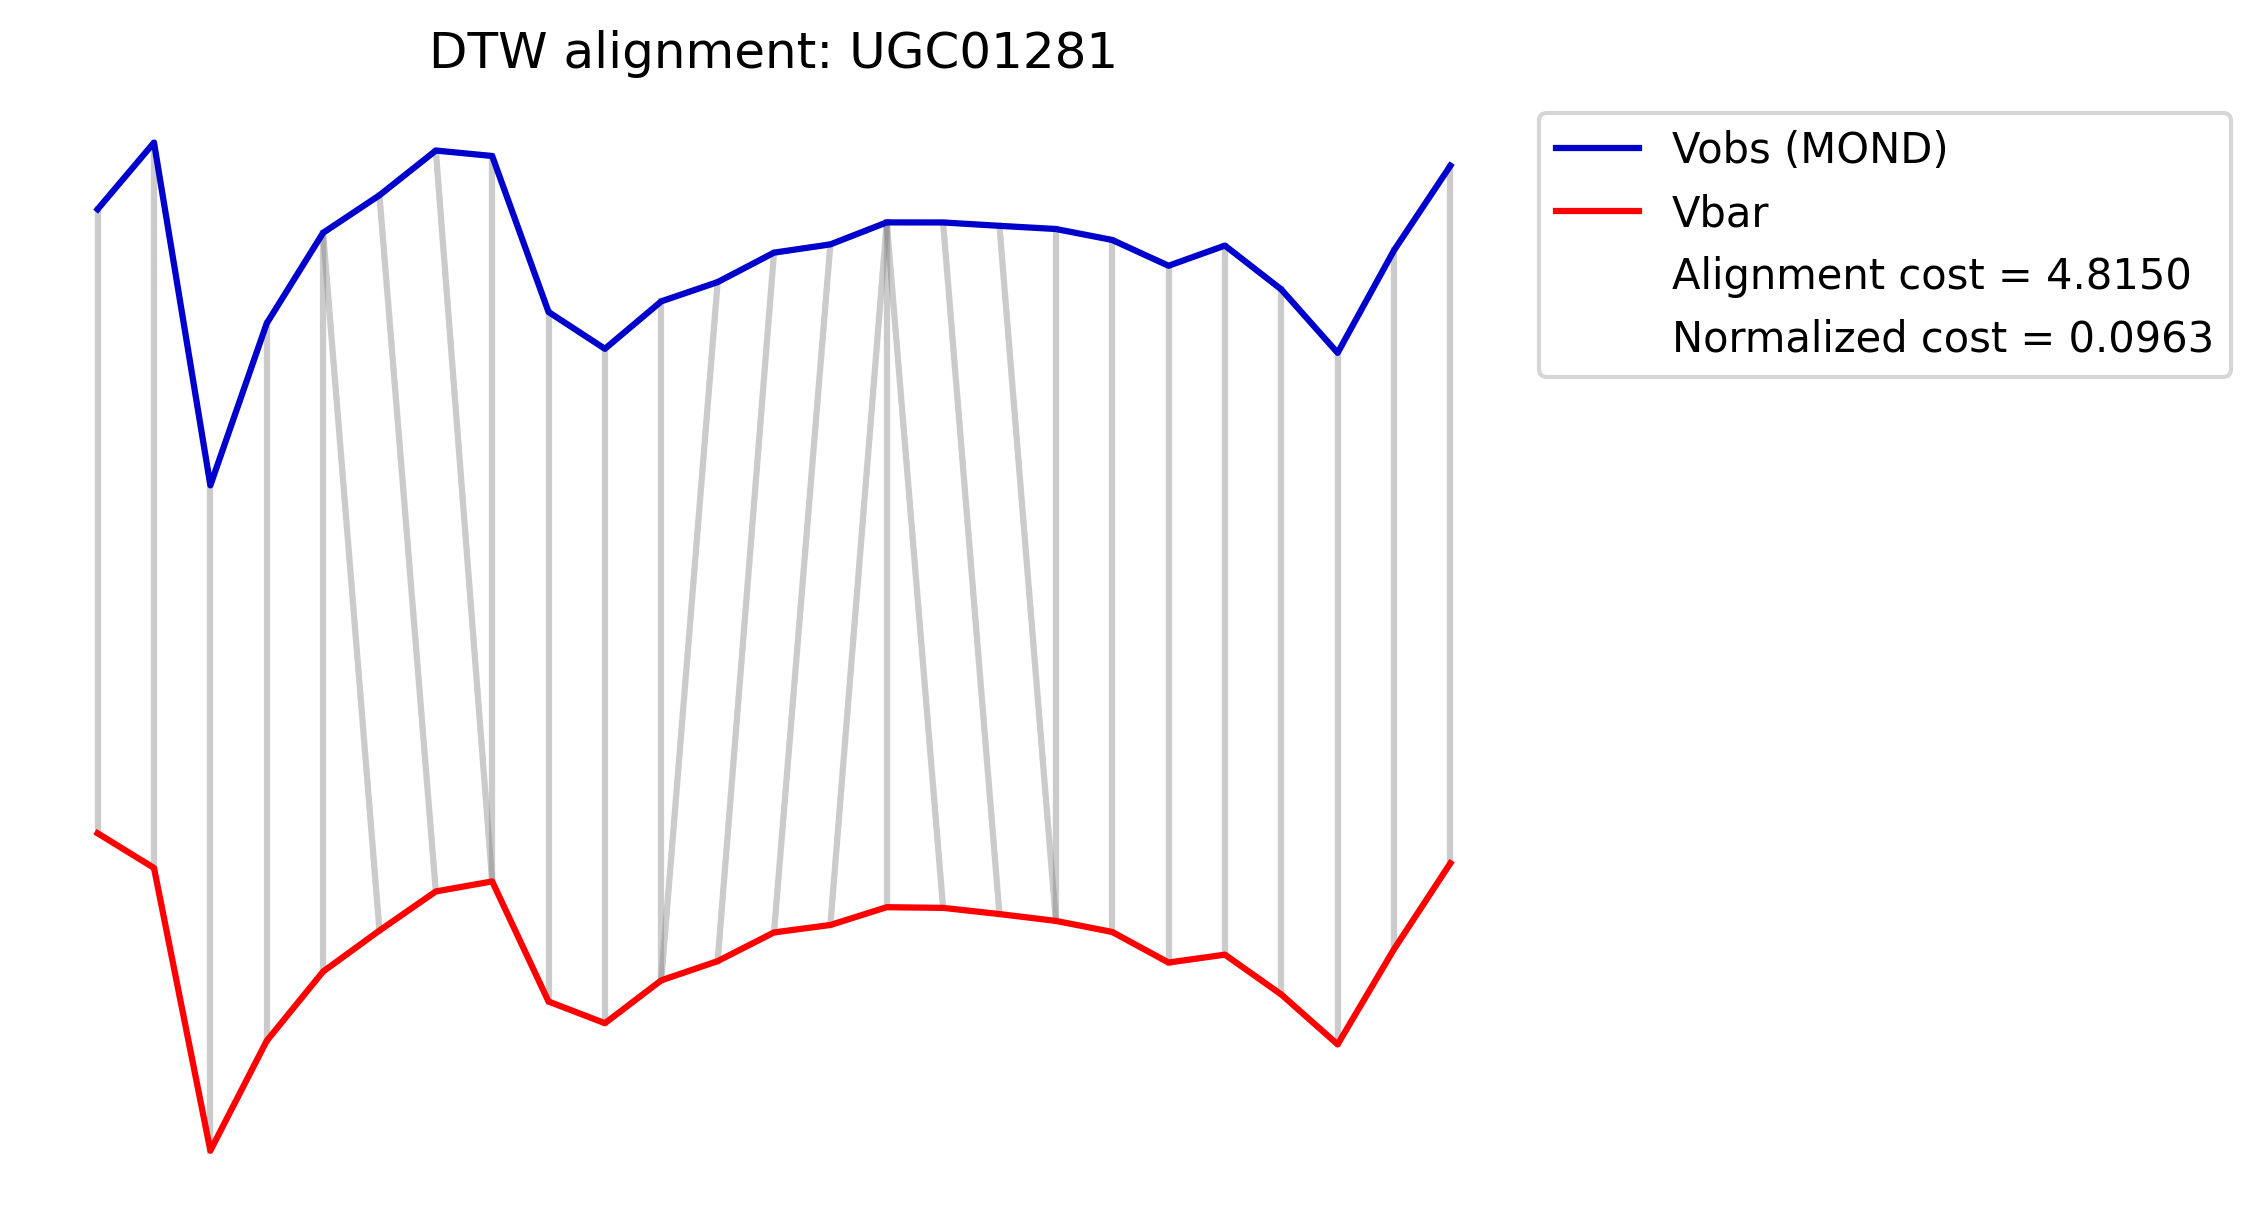 DTW alignment: UGC01281
Vobs (MOND)
Vbar
Alignment cost = 4.8150
Normalized cost = 0.0963